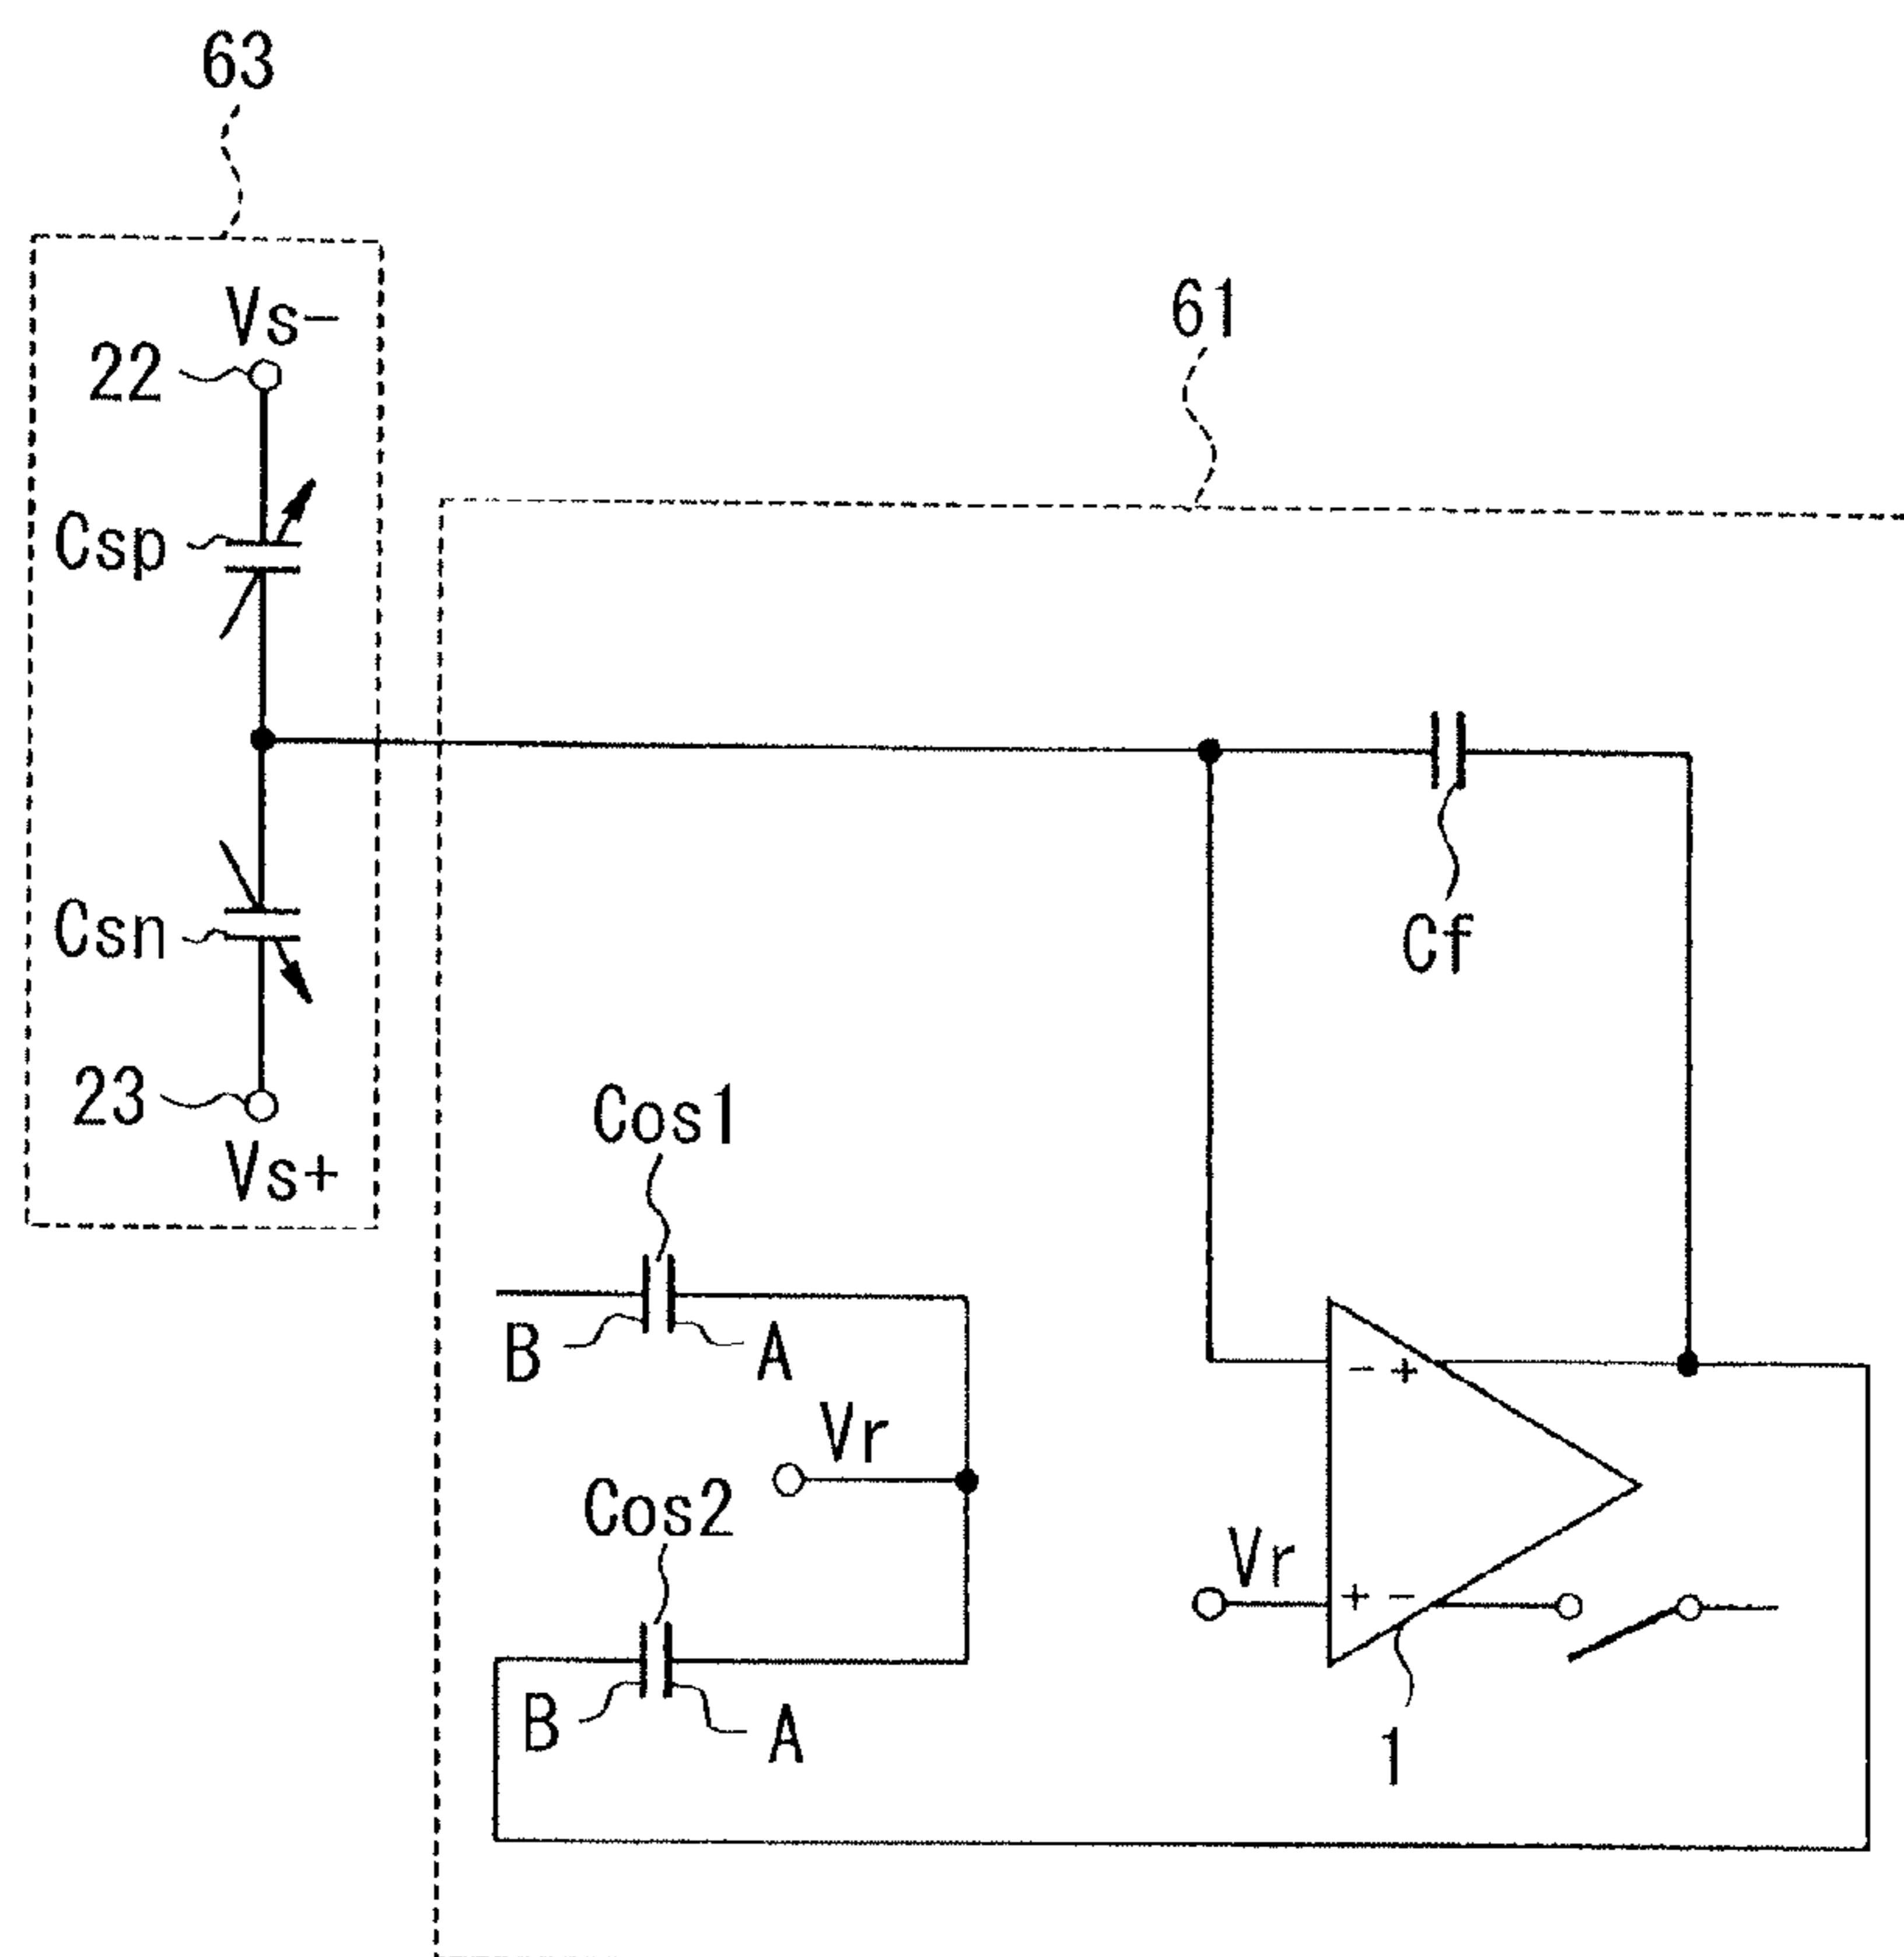 63
Vs-
22
61
Csp
Csn
Cf
23
Vs+
Cos1
B
A
Vr
- +
Cos2
Vr
+ -
B
A
1